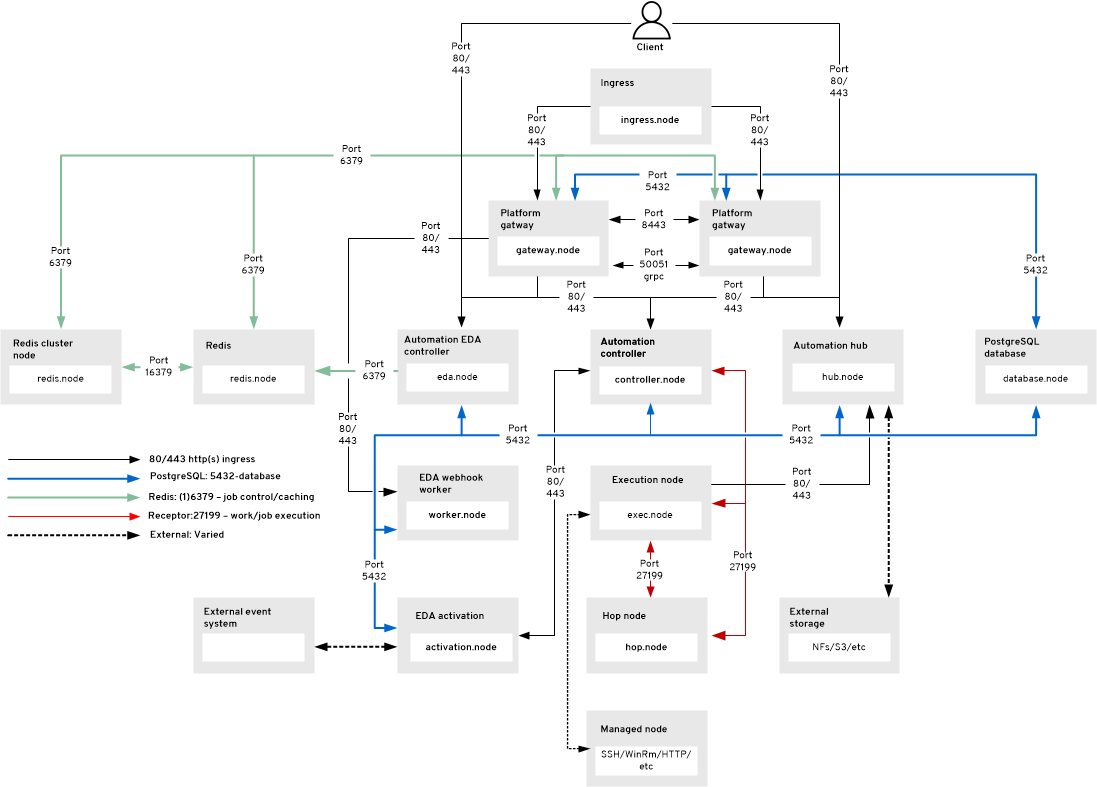 Client
Port
80/
443
Port
80/
443
Ingress
ingress.node
Port
80/
443
Port
80/
443
Port
6379
Port
5432
Platform
gatway
gateway.node
Port
8443
Port
50051
grpc
Platform
gatway
gateway.node
Port
80/
443
Port
6379
Port
6379
Port
5432
Port
80/
443
Port
80/
443
Redis cluster
node
redis.node
Port
16379
Redis
redis.node
Port
6379
Automation EDA
controller
eda.node
Automation
controller
controller.node
Automation hub
hub.node
PostgreSQL
database
database.node
Port
80/
443
Port
5432
Port
5432
80/443 http(s) ingress
PostgreSQL: 5432-database
Redis: (1)6379 – job control/caching
Receptor:27199 – work/job execution
External: Varied
EDA webhook
worker
worker.node
Port
80/
443
Execution node
exec.node
Port
80/
443
Port
5432
Port
27199
Port
27199
External event
system
EDA activation
activation.node
Hop node
hop.node
External
storage
NFs/S3/etc
Managed node
SSH/WinRm/HTTP/
etc